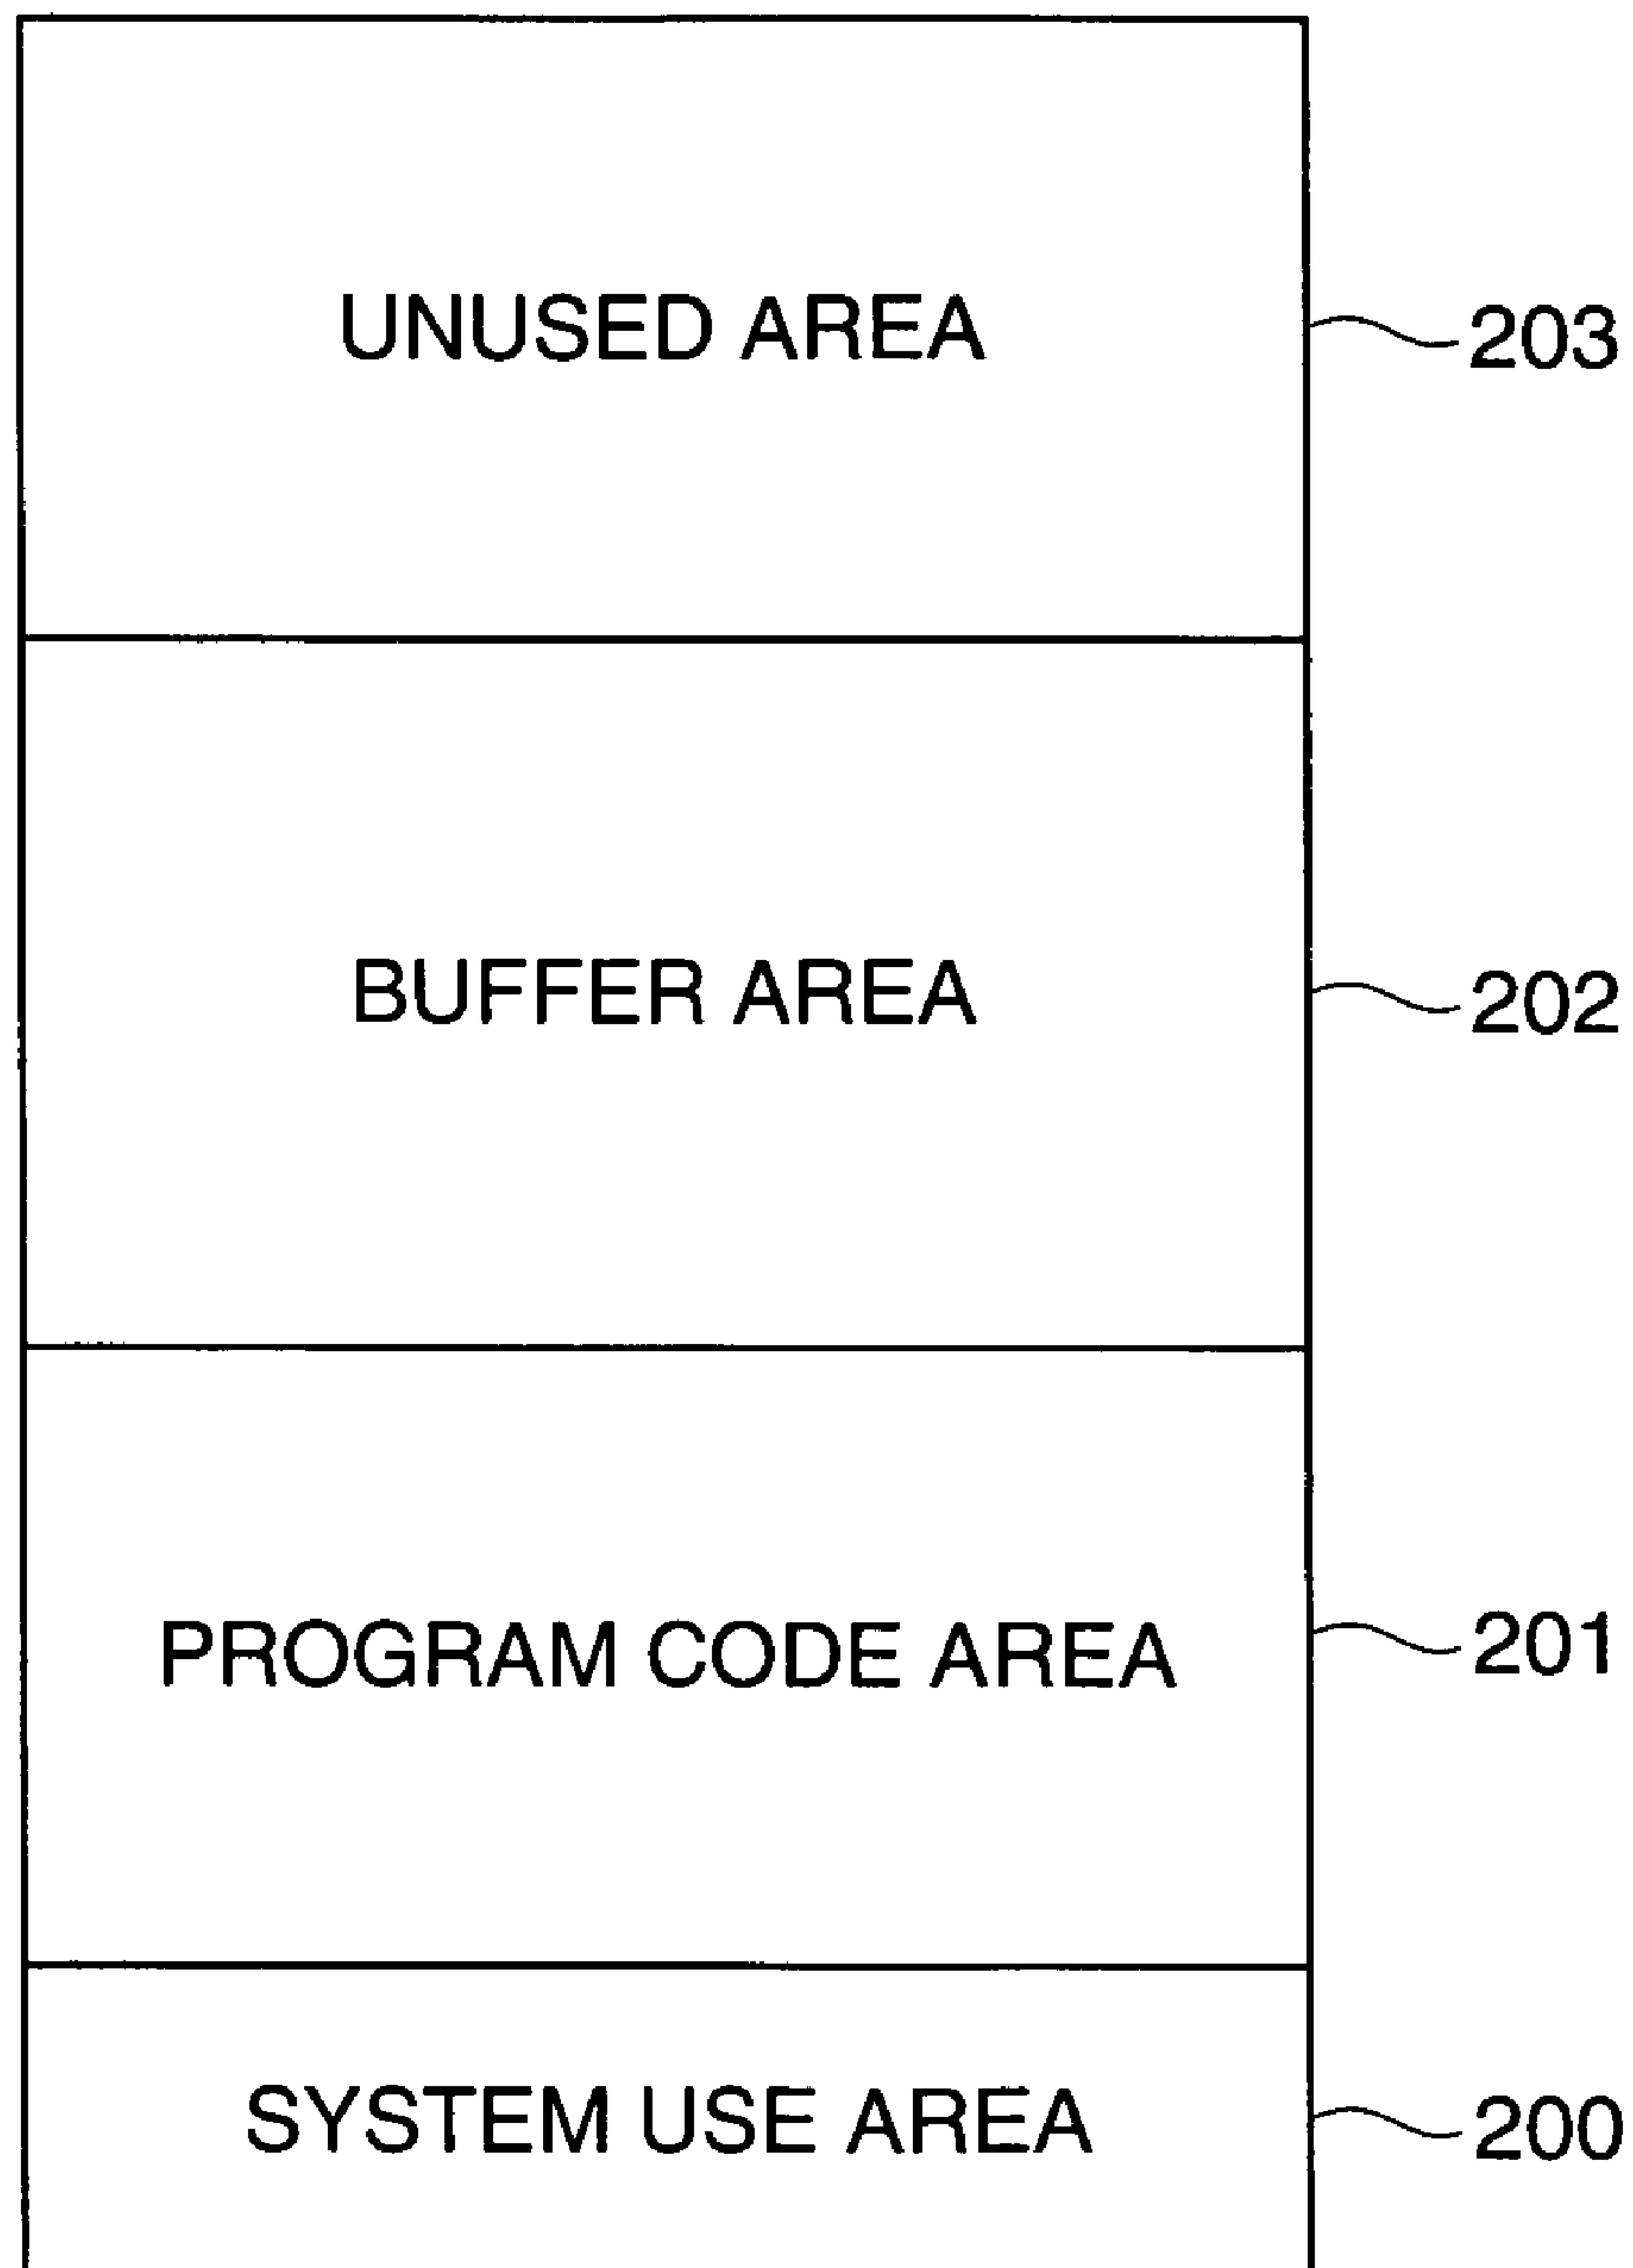 UNUSED AREA
203
BUFFER AREA
202
PROGRAM CODE AREA
201
SYSTEM USE AREA
200